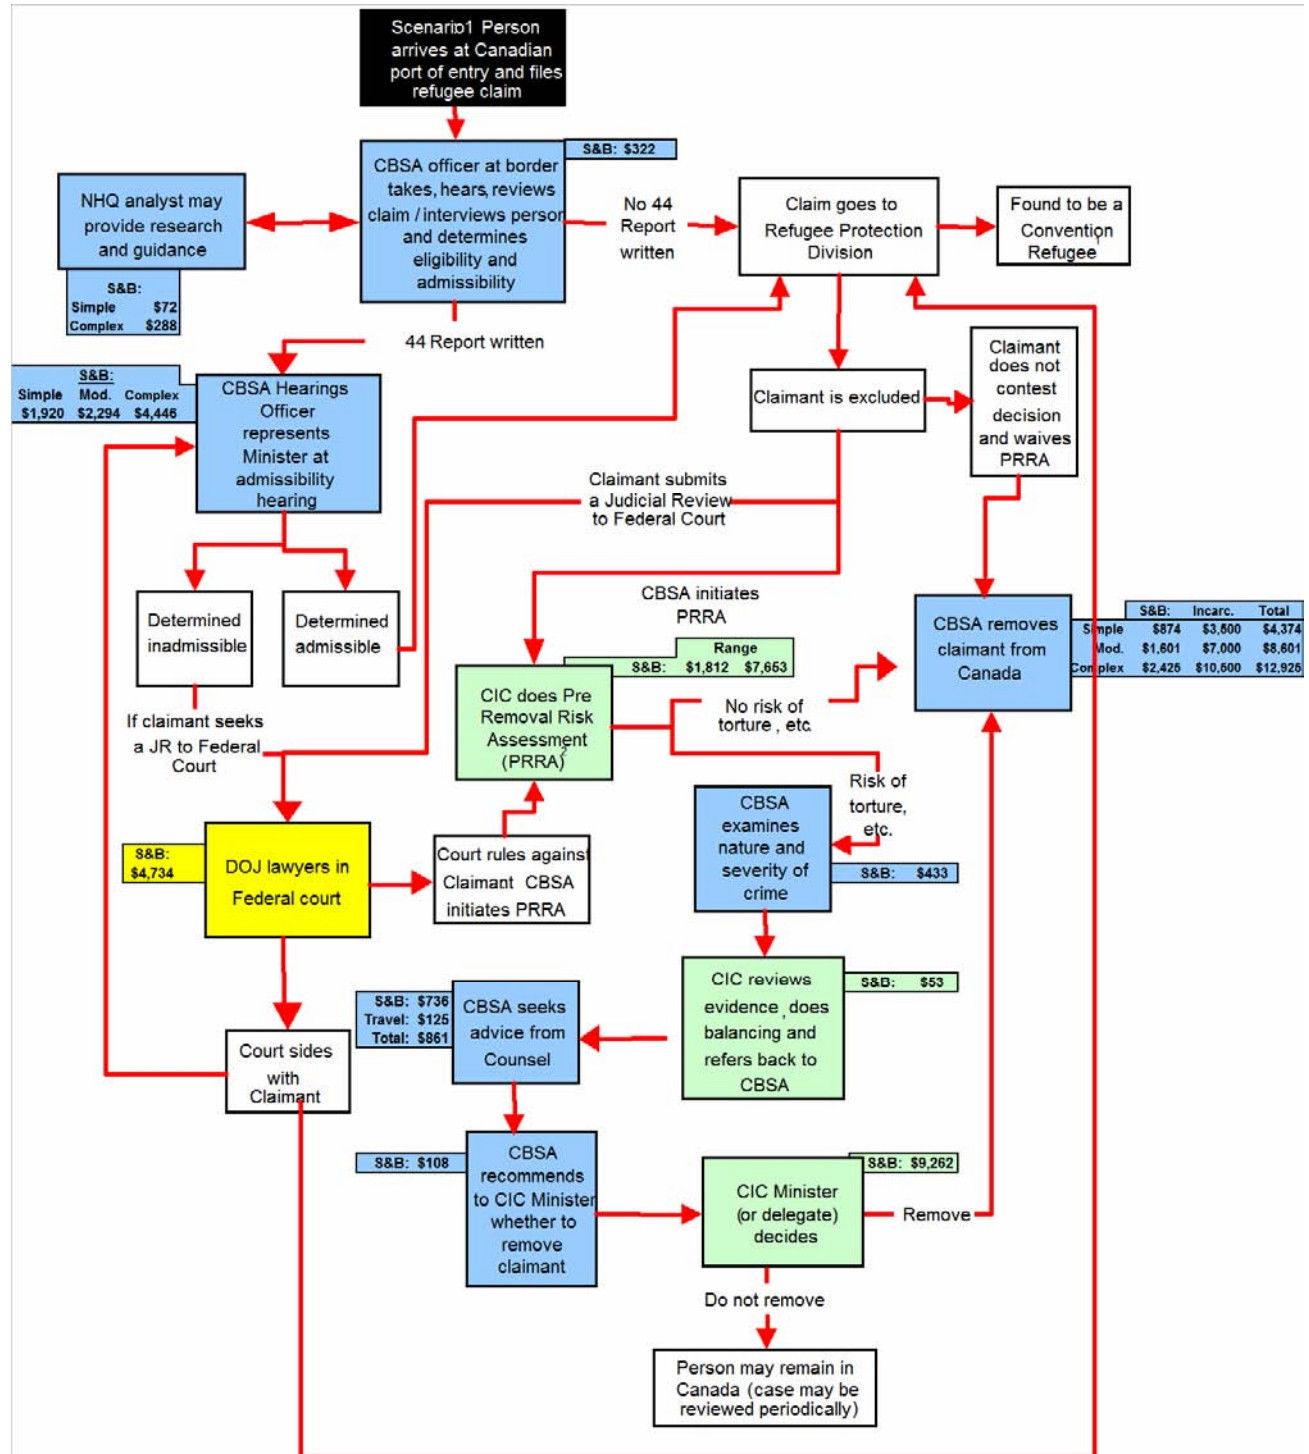 Scenario1 Person
arrives at Canadian
port of entry and files
refugee claim
S&B: $322
CBSA officer at border
takes, hears, reviews
claim / interviews person
and determines
eligibility and
admissibility
NHQ analyst may
provide research
and guidance
S&B:
Simple $72
Complex $288
No 44
Report
written
Claim goes to
Refugee Protection
Division
Found to be a
Convention
Refugee1
44 Report written
S&B:
Simple Mod. Complex
$1,920 $2,294 $4,446
CBSA Hearings
Officer
represents
Minister at
admissibility
hearing
Claimant is excluded
Claimant
does not
contest
decision
and waives
PRRA
Claimant submits
a Judicial Review
to Federal Court
Determined
inadmissible
Determined
admissible
CBSA initiates
PRRA
CBSA removes
claimant from
Canada
S&B: Incarc. Total
Simple $874 $3,500 $4,374
Mod. $1,601 $7,000 $8,601
Complex $2,425 $10,500 $12,925
Range
S&B: $1,812 $7,653
CIC does Pre
Removal Risk
Assessment
(PRRA)2
No risk of
torture , etc.
If claimant seeks
a JR to Federal
Court
Risk of
torture,
etc.
CBSA
examines
nature and
severity of
crime
S&B: $433
S&B:
$4,734
DOJ lawyers in
Federal court
Court rules against
Claimant. CBSA
initiates PRRA
CIC reviews
evidence , does
balancing and
refers back to
CBSA
S&B: $53
S&B: $736
Travel: $125
Total: $861
CBSA seeks
advice from
Counsel
Court sides
with
Claimant
S&B: $108
CBSA
recommends
to CIC Minister
whether to
remove
claimant
S&B: $9,262
CIC Minister
(or delegate)
decides
Remove
Do not remove
Person may remain in
Canada (case may be
reviewed periodically)